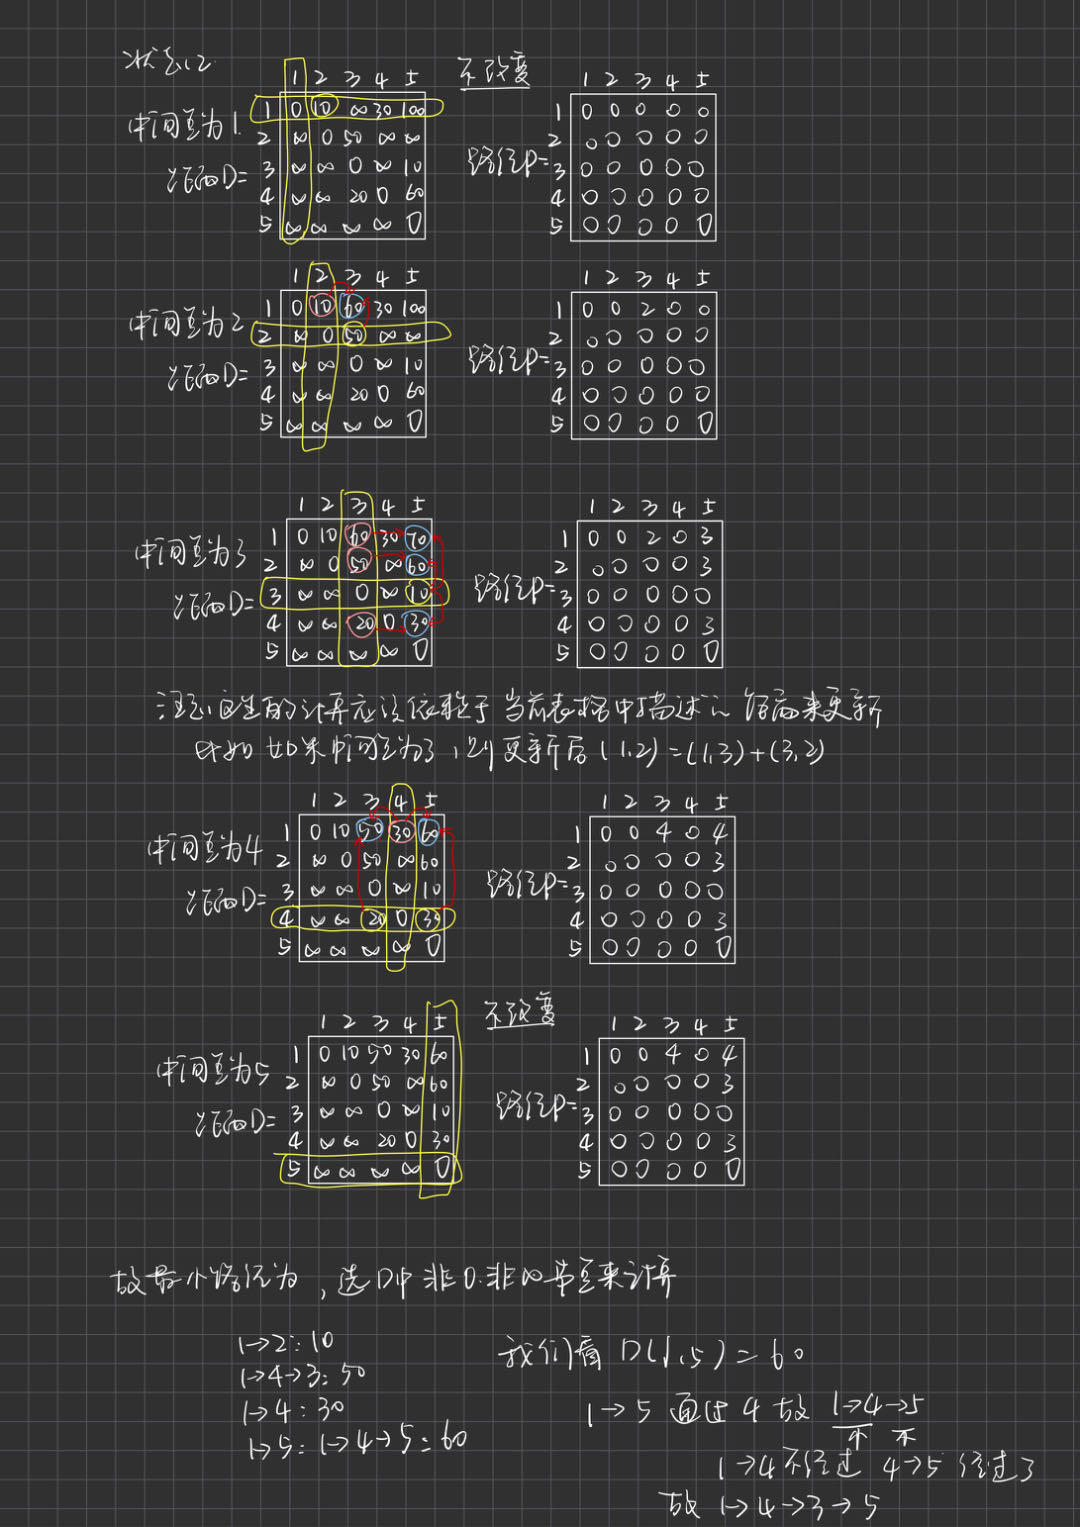 状态12
1 2 3 4 5 不改变 1 2 3 4 5
1 0 10 ∞ 30 100 1 0 0 0 0 0
中间点为1. 2 ∞ 0 50 ∞ ∞ 2 0 0 0 0 0
距离D= 3 ∞ ∞ 0 ∞ 10 路径P= 3 0 0 0 0 0
4 ∞ ∞ 20 0 60 4 0 0 0 0 0
5 ∞ ∞ ∞ ∞ 0 5 0 0 0 0 0
1 2 3 4 5 1 2 3 4 5
1 0 10 60 30 100 1 0 0 2 0 0
中间点为2 2 ∞ 0 50 ∞ ∞ 2 0 0 0 0 0
距离D= 3 ∞ ∞ 0 ∞ 10 路径P= 3 0 0 0 0 0
4 ∞ ∞ 20 0 60 4 0 0 0 0 0
5 ∞ ∞ ∞ ∞ 0 5 0 0 0 0 0
1 2 3 4 5 1 2 3 4 5
1 0 10 60 30 70 1 0 0 2 0 3
中间点为3 2 ∞ 0 50 ∞ 60 2 0 0 0 0 3
距离D= 3 ∞ ∞ 0 ∞ 10 路径P= 3 0 0 0 0 0
4 ∞ ∞ 20 0 30 4 0 0 0 0 3
5 ∞ ∞ ∞ ∞ 0 5 0 0 0 0 0
注意,这里的计算应该依赖于当前表格中描述的距离来更新
比如 如果中间点为3,则更新后(1,2)=(1,3)+(3,2)
1 2 3 4 5 1 2 3 4 5
1 0 10 50 30 60 1 0 0 4 0 4
中间点为4 2 ∞ 0 50 ∞ 60 2 0 0 0 0 3
距离D= 3 ∞ ∞ 0 ∞ 10 路径P= 3 0 0 0 0 0
4 ∞ ∞ 20 0 30 4 0 0 0 0 3
5 ∞ ∞ ∞ ∞ 0 5 0 0 0 0 0
1 2 3 4 5 不改变 1 2 3 4 5
1 0 10 50 30 60 1 0 0 4 0 4
中间点为5 2 ∞ 0 50 ∞ 60 2 0 0 0 0 3
距离D= 3 ∞ ∞ 0 ∞ 10 路径P= 3 0 0 0 0 0
4 ∞ ∞ 20 0 30 4 0 0 0 0 3
5 ∞ ∞ ∞ ∞ 0 5 0 0 0 0 0
故最小路径为,选D中非0.非∞节点来计算
1→2:10
1→4→3:50
1→4:30
1→5:1→4→5:60
我们看D(1,5)=60
1→5 通过4 故 1→4→5
不 不
1→4不经过 4→5经过3
故 1→4→3→5